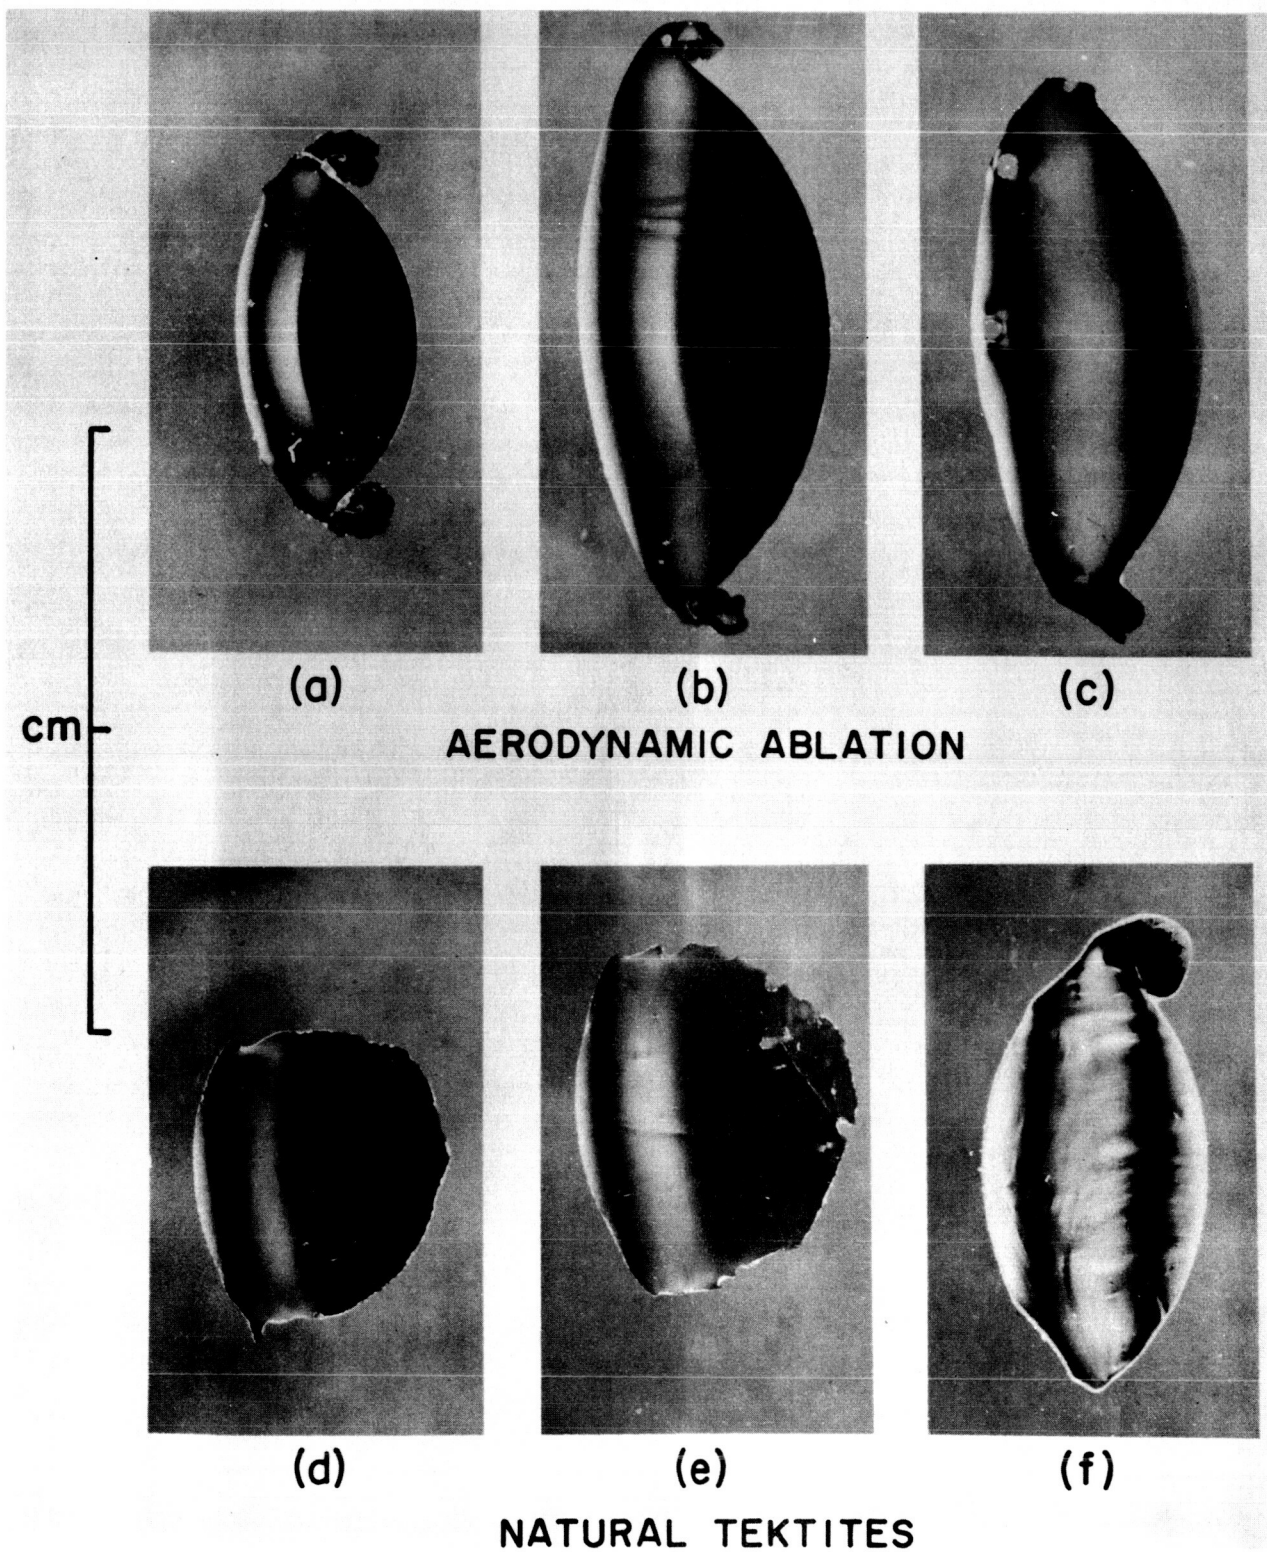 (a) (b) (c)
cm
AERODYNAMIC ABLATION
(d) (e) (f)
NATURAL TEKTITES